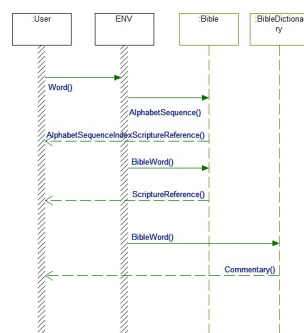 :User
ENV
:Bible
:BibleDictiona
ry
Word()
AlphabetSequence()
AlphabetSequenceIndexScriptureReference()
BibleWord()
ScriptureReference()
BibleWord()
Commentary()